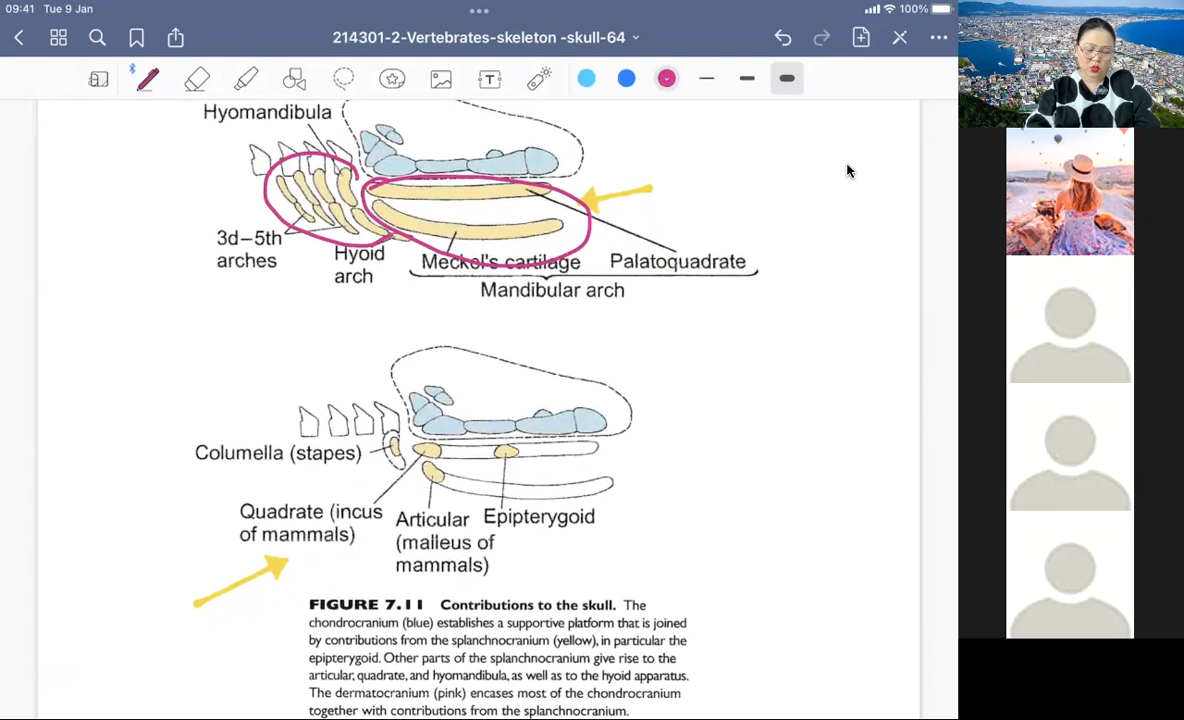 09:41 Tue 9 Jan
100%
214301-2-Vertebrates-skeleton -skull-64
T
Hyomandibula
3d–5th
arches
Hyoid
arch
Meckel's cartilage
Palatoquadrate
Mandibular arch
Columella (stapes)
Quadrate (incus
of mammals)
Articular
(malleus of
mammals)
Epipterygoid
FIGURE 7.11 Contributions to the skull. The
chondrocranium (blue) establishes a supportive platform that is joined
by contributions from the splanchnocranium (yellow), in particular the
epipterygoid. Other parts of the splanchnocranium give rise to the
articular, quadrate, and hyomandibula, as well as to the hyoid apparatus.
The dermatocranium (pink) encases most of the chondrocranium
together with contributions from the splanchnocranium.